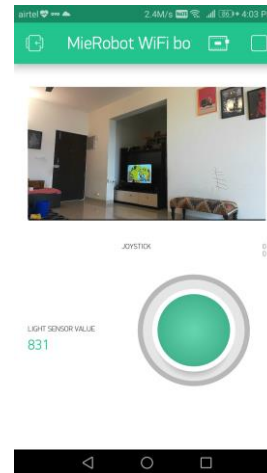 airtel 2.4M/s 4:03 P
MieRobot WiFi bo
JOYSTICK
LIGHT SENSOR VALUE
831